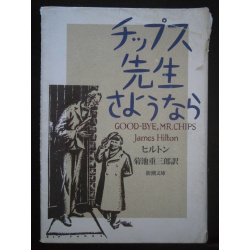 チップス
先生
さようなら
GOOD-BYE, MR. CHIPS
James Hilton
ヒルトン
菊池重三郎訳
新潮文庫